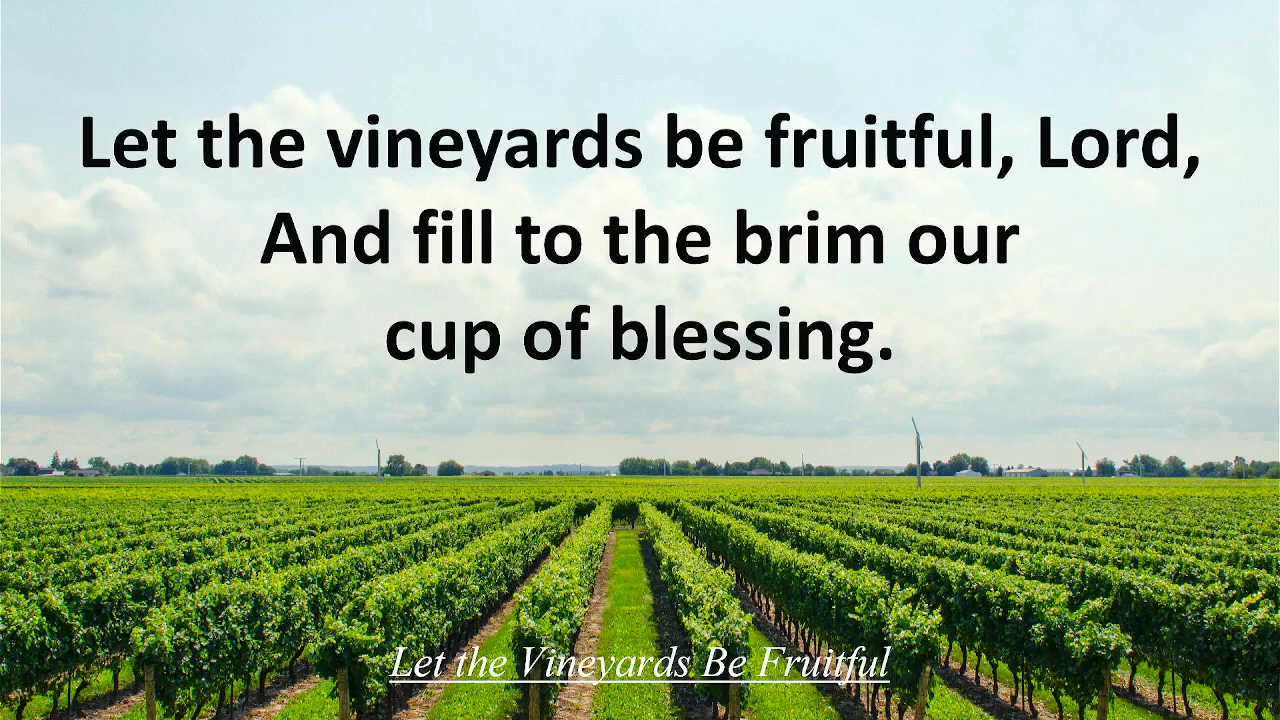 Let the vineyards be fruitful, Lord,
And fill to the brim our
cup of blessing.
Let the Vineyards Be Fruitful